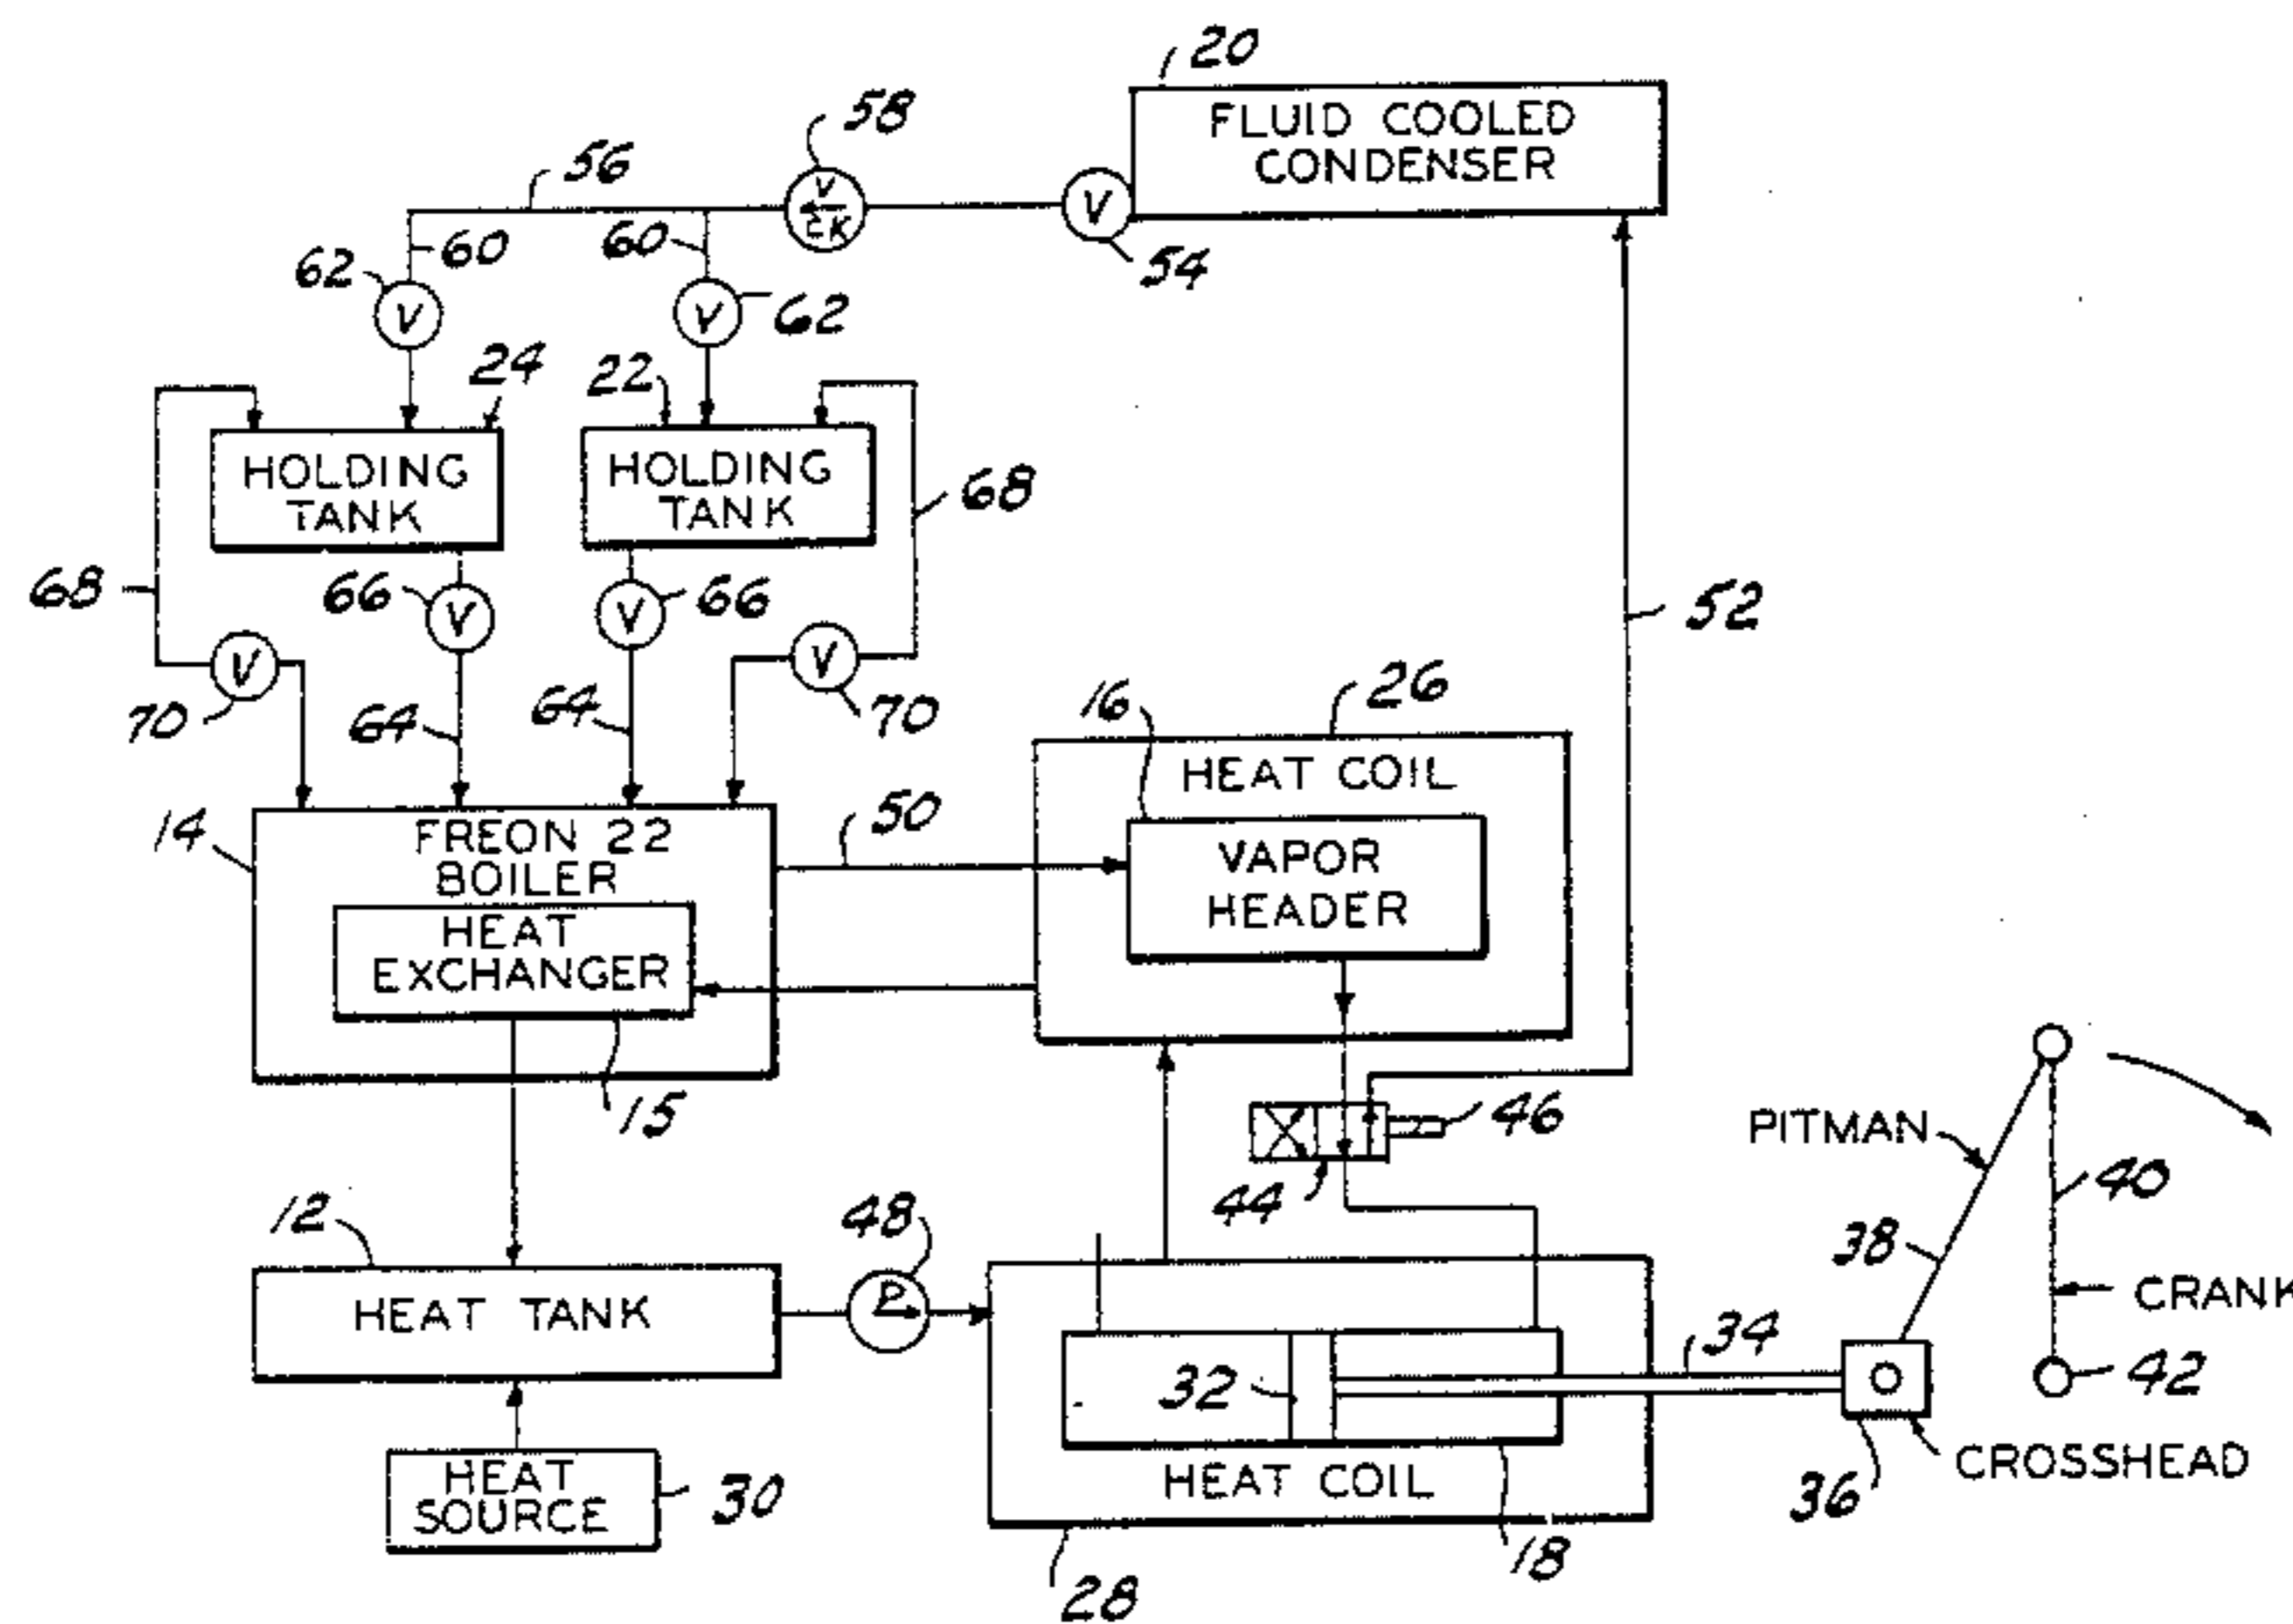 20
FLUID COOLED
CONDENSER
58
V
CK
56
V
54
60
60
62
V
V
62
24
22
HOLDING
TANK
HOLDING
TANK
68
68
66
V
V
66
52
V
V
70
70
64
64
16
26
HEAT COIL
14
FREON 22
BOILER
50
VAPOR
HEADER
HEAT
EXCHANGER
15
46
44
PITMAN
40
12
48
38
HEAT TANK
P
CRANK
34
32
42
HEAT
SOURCE
30
HEAT COIL
CROSSHEAD
36
18
28